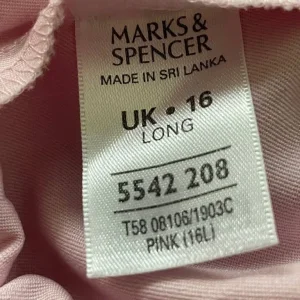 MARKS &
SPENCER
MADE IN SRI LANKA
UK • 16
LONG
5542 208
T58 08106/1903C
PINK (16L)